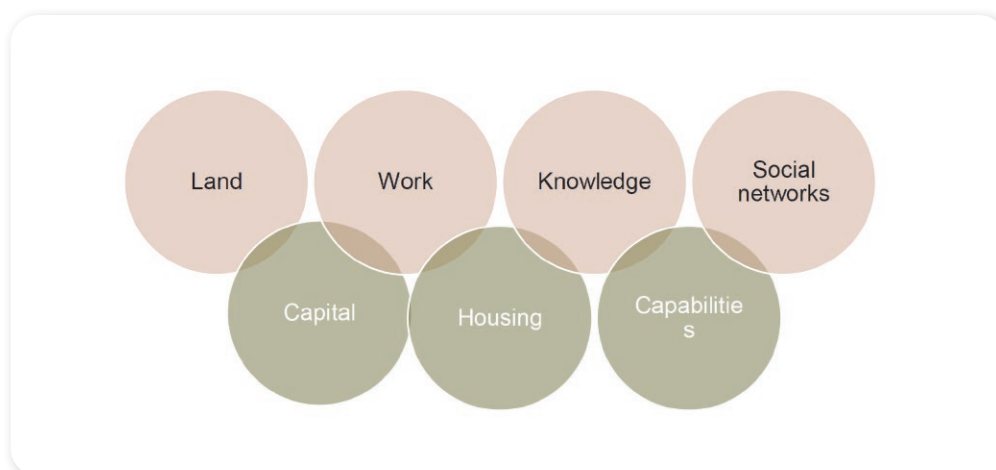 Land
Work
Knowledge
Social
networks
Capital
Housing
Capabilitie
s